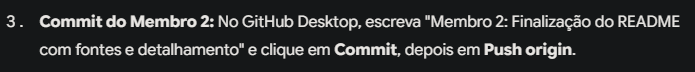 3. Commit do Membro 2: No GitHub Desktop, escreva "Membro 2: Finalização do README
com fontes e detalhamento" e clique em Commit, depois em Push origin.